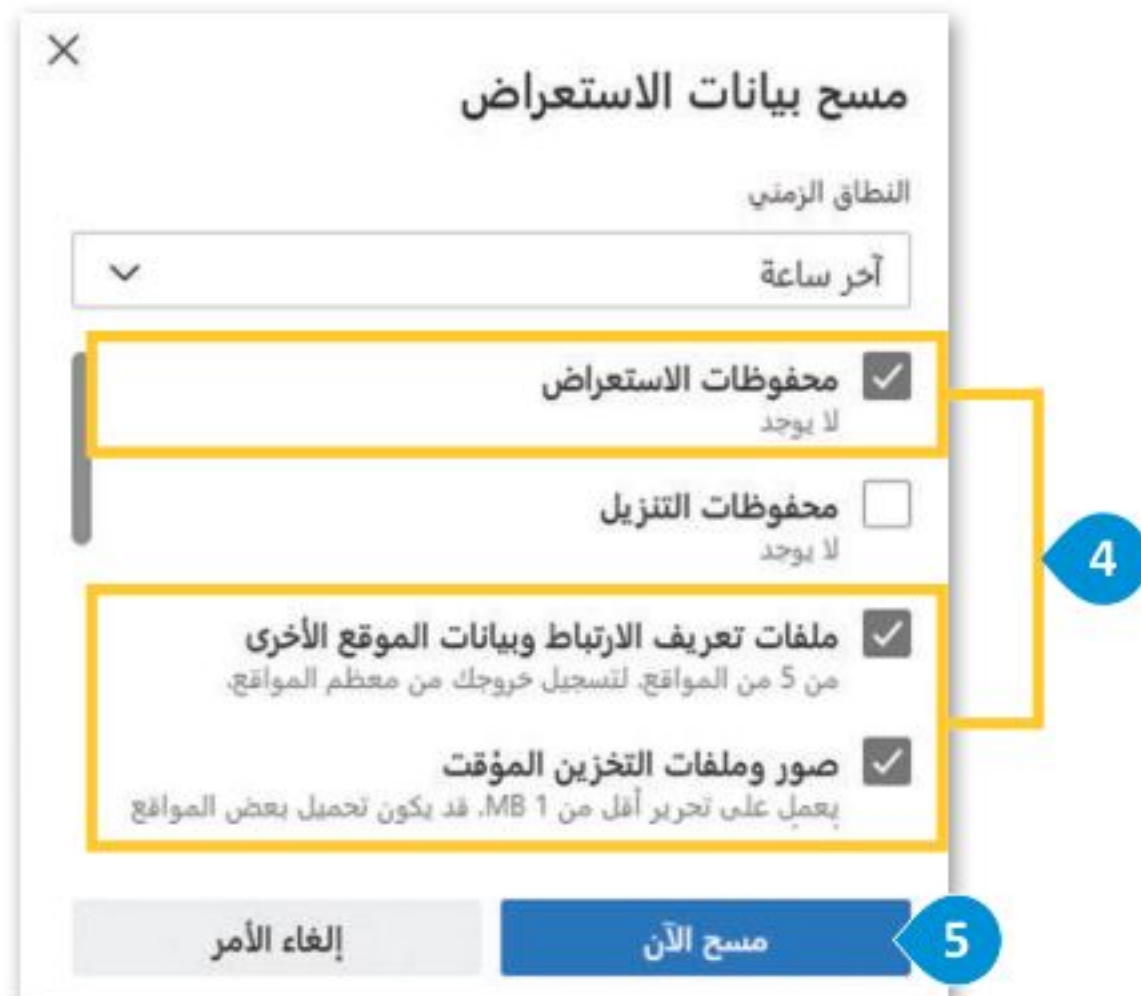 مسح بيانات الاستعراض
النطاق الزمني
آخر ساعة
محفوظات الاستعراض
لا يوجد
محفوظات التنزيل
لا يوجد
4
ملفات تعريف الارتباط وبيانات الموقع الأخرى
من 5 من المواقع. لتسجيل خروجك من معظم المواقع.
صور وملفات التخزين المؤقت
يعمل على تحرير أقل من 1 MB. قد يكون تحميل بعض المواقع
مسح الآن
إلغاء الأمر
5